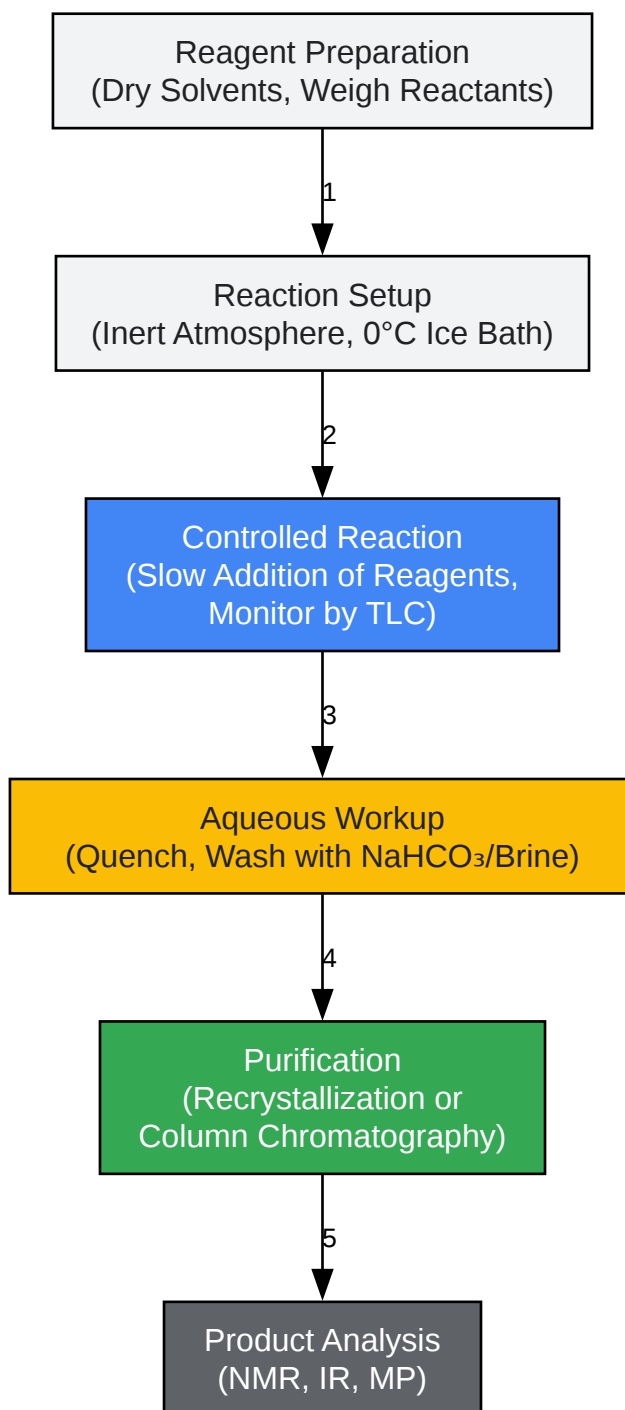 Reagent Preparation
(Dry Solvents, Weigh Reactants)
1
Reaction Setup
(Inert Atmosphere, 0°C Ice Bath)
2
Controlled Reaction
(Slow Addition of Reagents,
Monitor by TLC)
3
Aqueous Workup
(Quench, Wash with NaHCO₃/Brine)
4
Purification
(Recrystallization or
Column Chromatography)
5
Product Analysis
(NMR, IR, MP)